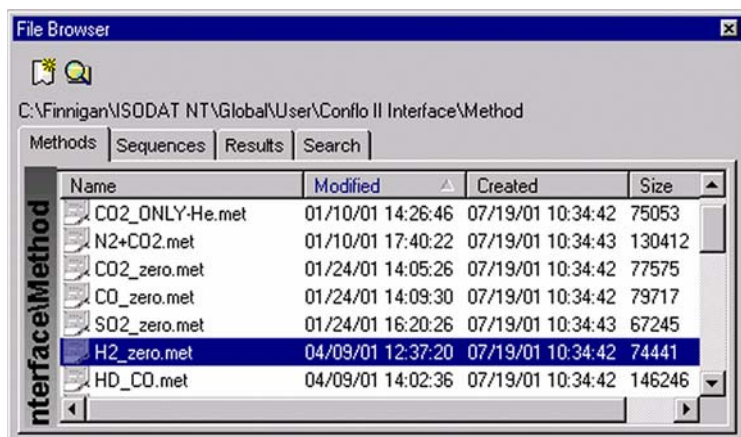 File Browser
C:\Finnigan\ISODAT NT\Global\User\Conflo II Interface\Method
Methods Sequences Results Search
nterface\Method
Name Modified Created Size
CO2_ONLY-He.met 01/10/01 14:26:46 07/19/01 10:34:42 75053
N2+CO2.met 01/10/01 17:40:22 07/19/01 10:34:43 130412
CO2_zero.met 01/24/01 14:05:26 07/19/01 10:34:42 77575
CO_zero.met 01/24/01 14:09:30 07/19/01 10:34:42 79717
SO2_zero.met 01/24/01 16:20:26 07/19/01 10:34:43 67245
H2_zero.met 04/09/01 12:37:20 07/19/01 10:34:42 74441
HD_CO.met 04/09/01 14:02:36 07/19/01 10:34:42 146246